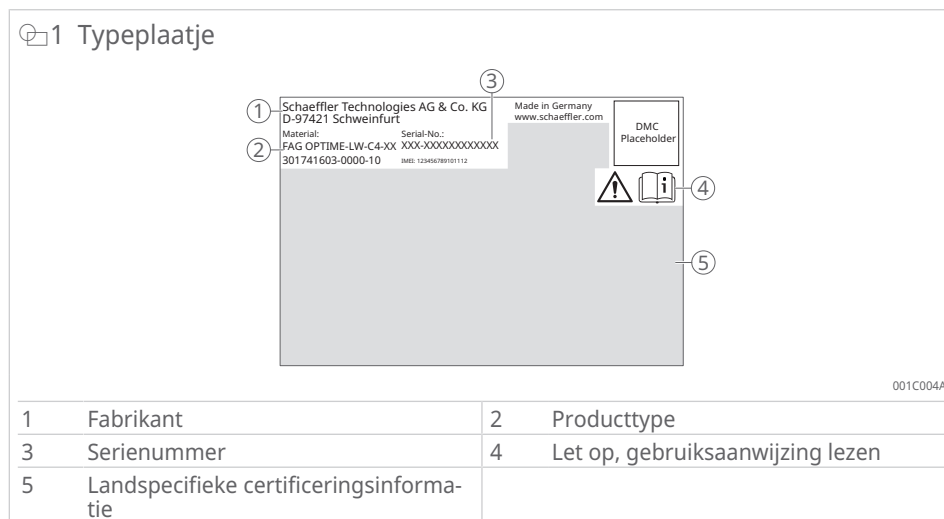 1 Typeplaatje
3
1 Schaeffler Technologies AG & Co. KG
D-97421 Schweinfurt
Made in Germany
www.schaeffler.com
DMC
Placeholder
Material:
Serial-No.:
2 FAG OPTIME-LW-C4-XX XXX-XXXXXXXXXXXX
301741603-0000-10
IMEI: 123456789101112
4
5
001C004A
1 Fabrikant 2 Producttype
3 Serienummer 4 Let op, gebruiksaanwijzing lezen
5 Landspecifieke certificeringsinforma-
tie